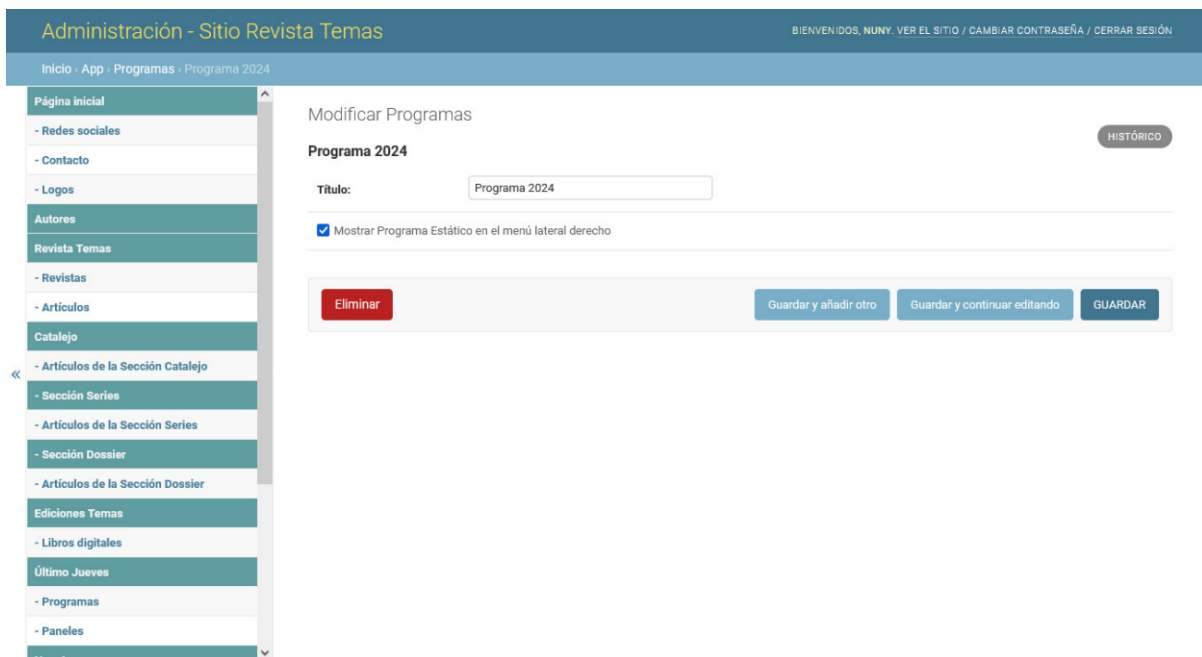 Administración - Sitio Revista Temas
BIENVENIDOS, NUNY. VER EL SITIO / CAMBIAR CONTRASEÑA / CERRAR SESIÓN
Inicio › App › Programas › Programa 2024
Página inicial
- Redes sociales
- Contacto
- Logos
Autores
Revista Temas
- Revistas
- Artículos
Catalejo
- Artículos de la Sección Catalejo
- Sección Series
- Artículos de la Sección Series
- Sección Dossier
- Artículos de la Sección Dossier
Ediciones Temas
- Libros digitales
Último Jueves
- Programas
- Paneles
«
Modificar Programas
HISTÓRICO
Programa 2024
Título: Programa 2024
Mostrar Programa Estático en el menú lateral derecho
Eliminar Guardar y añadir otro Guardar y continuar editando GUARDAR